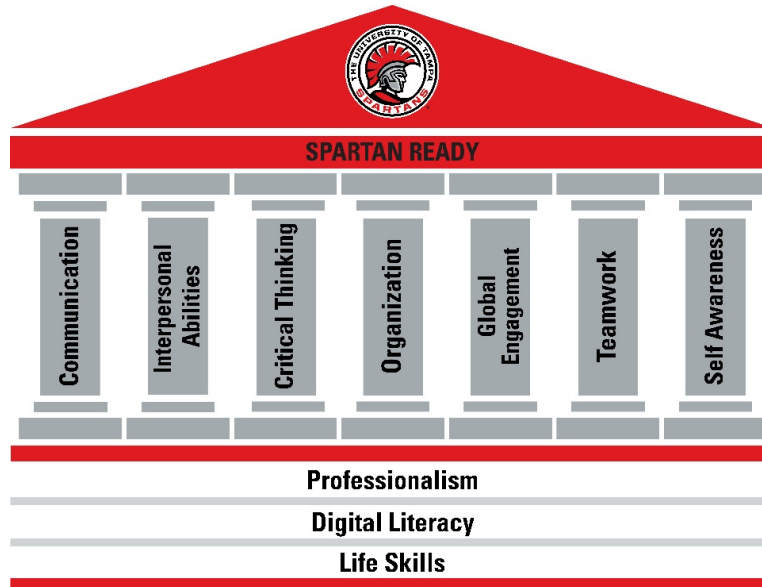 THE UNIVERSITY OF TAMPA
SPARTANS
SPARTAN READY
Communication
Interpersonal
Abilities
Critical Thinking
Organization
Global
Engagement
Teamwork
Self Awareness
Professionalism
Digital Literacy
Life Skills